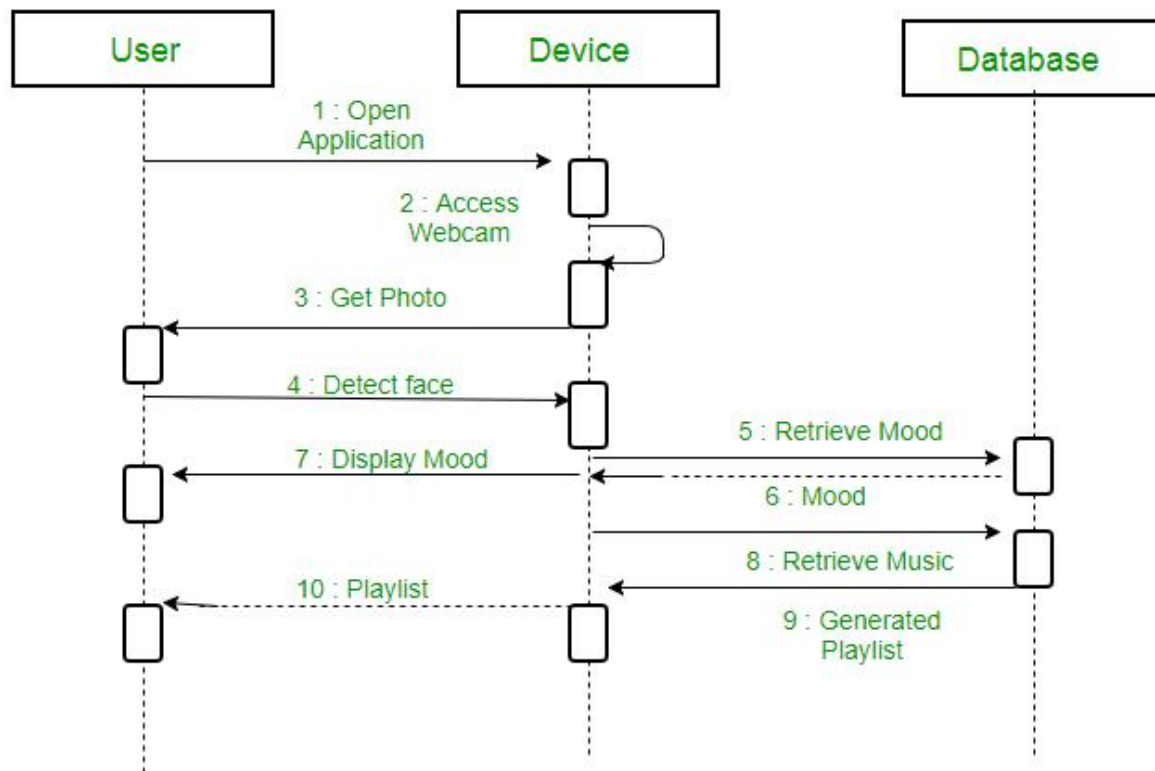 User
Device
Database
1 : Open
Application
2 : Access
Webcam
3 : Get Photo
4 : Detect face
5 : Retrieve Mood
7 : Display Mood
6 : Mood
8 : Retrieve Music
10 : Playlist
9 : Generated
Playlist